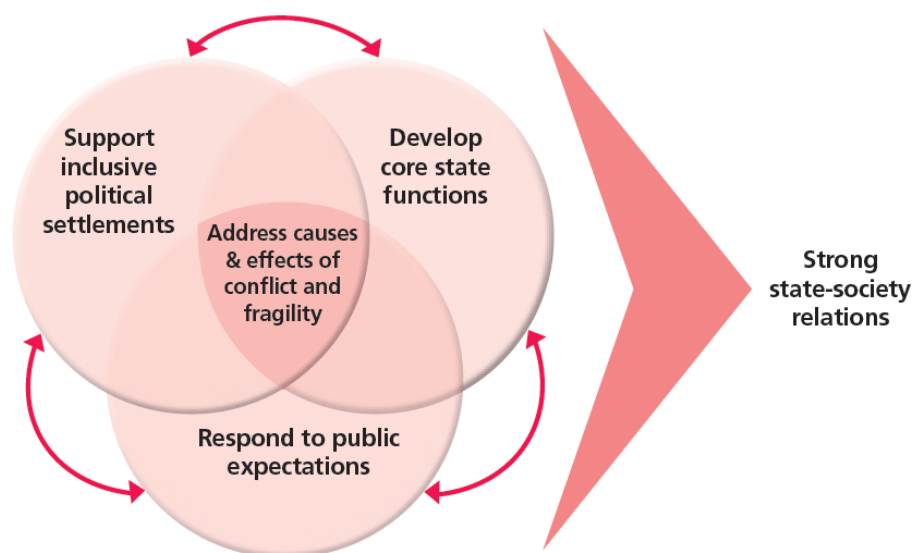 Support
inclusive
political
settlements
Develop
core state
functions
Address causes
& effects of
conflict and
fragility
Respond to public
expectations
Strong
state-society
relations